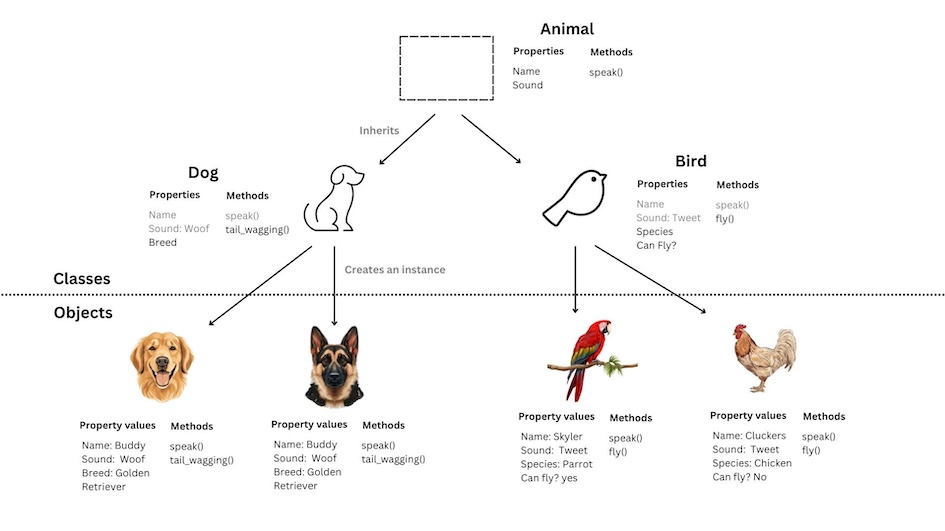 Animal
Properties Methods
Name speak()
Sound
Inherits
Dog
Properties Methods
Name speak()
Sound: Woof tail_wagging()
Breed
Bird
Properties Methods
Name speak()
Sound: Tweet fly()
Species
Can Fly?
Creates an instance
Classes
Objects
Property values Methods
Name: Buddy speak()
Sound: Woof tail_wagging()
Breed: Golden
Retriever
Property values Methods
Name: Buddy speak()
Sound: Woof tail_wagging()
Breed: Golden
Retriever
Property values Methods
Name: Skyler speak()
Sound: Tweet fly()
Species: Parrot
Can fly? yes
Property values Methods
Name: Cluckers speak()
Sound: Tweet fly()
Species: Chicken
Can fly? No